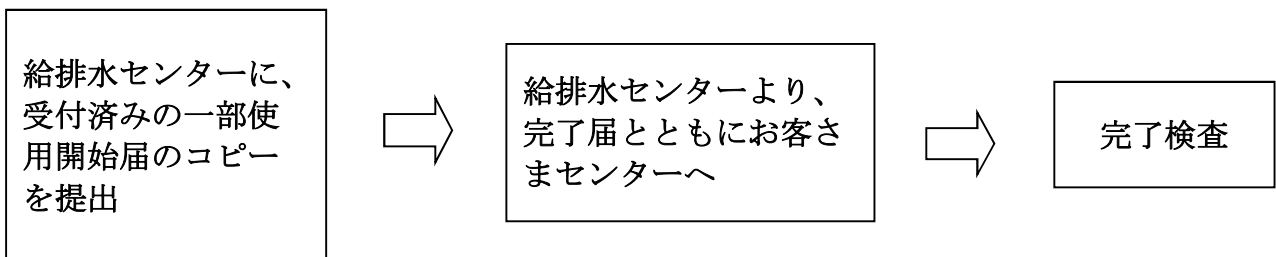 給排水センターに、
受付済みの一部使
用開始届のコピー
を提出
給排水センターより、
完了届とともにお客さ
まセンターへ
完了検査